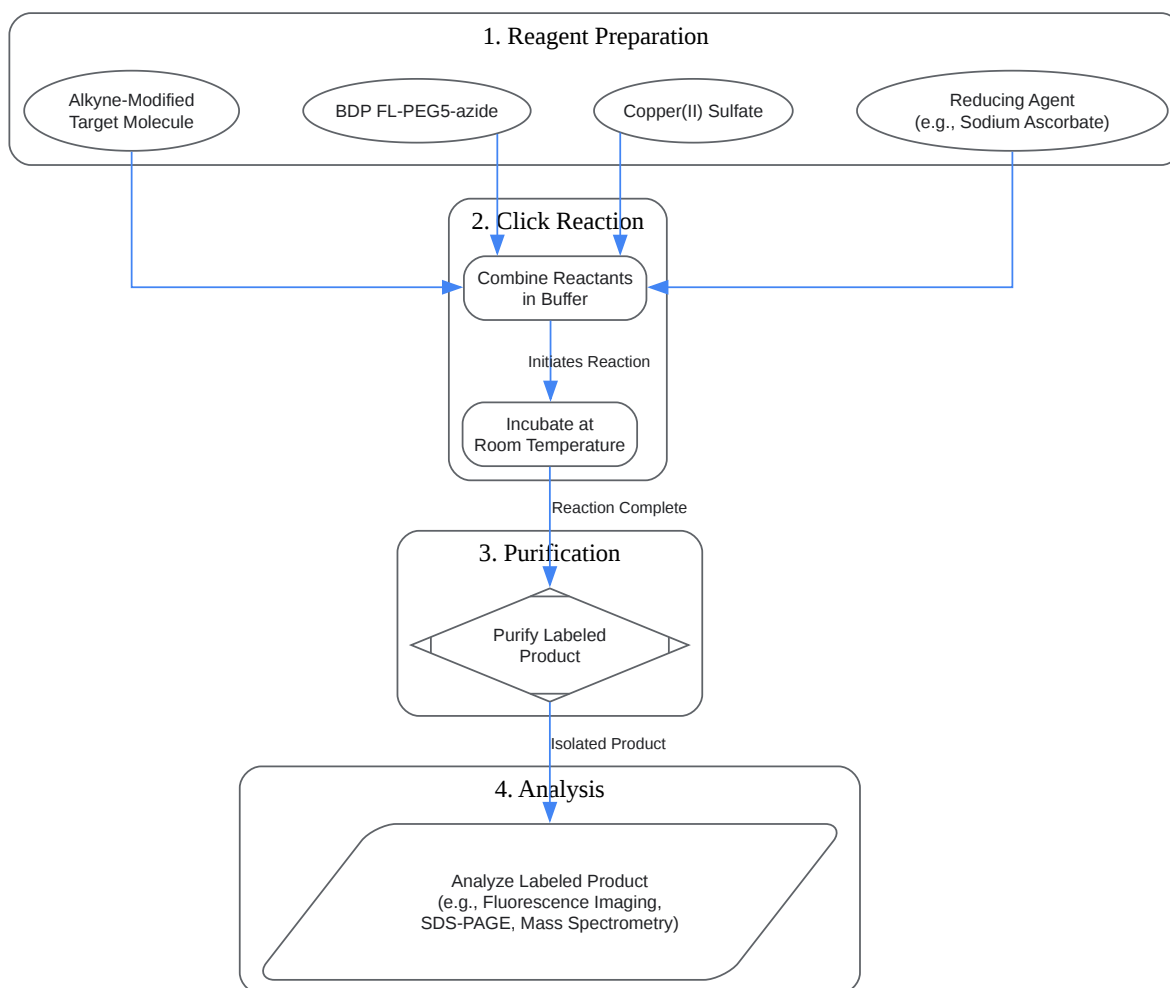 1. Reagent Preparation
Alkyne-Modified
Target Molecule
BDP FL-PEG5-azide
Copper(II) Sulfate
Reducing Agent
(e.g., Sodium Ascorbate)
2. Click Reaction
Combine Reactants
in Buffer
Initiates Reaction
Incubate at
Room Temperature
Reaction Complete
3. Purification
Purify Labeled
Product
Isolated Product
4. Analysis
Analyze Labeled Product
(e.g., Fluorescence Imaging,
SDS-PAGE, Mass Spectrometry)